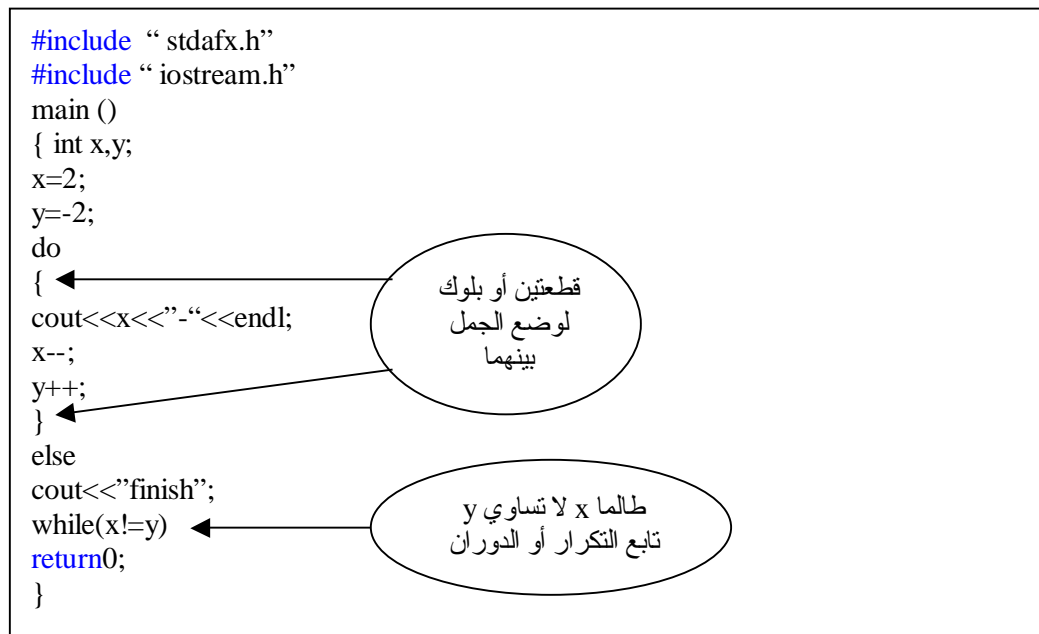 #include “ stdafx.h”
#include “ iostream.h”
main ()
{ int x,y;
x=2;
y=-2;
do
{
cout<<x<<”-“<<endl;
x--;
y++;
}
else
cout<<”finish”;
while(x!=y)
return0;
}
قطعتين أو بلوك
لوضع الجمل
بينهما
طالما x لا تساوي y
تابع التكرار أو الدوران